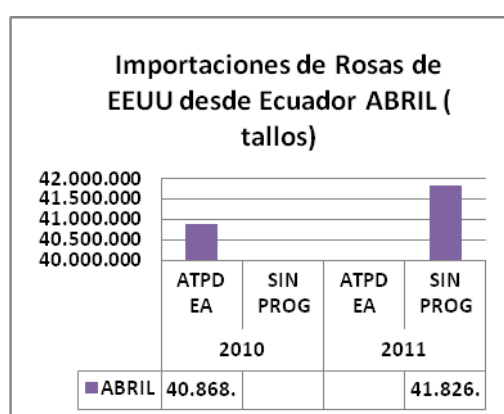 Importaciones de Rosas de
EEUU desde Ecuador ABRIL (
tallos)
42.000.000
41.500.000
41.000.000
40.500.000
40.000.000
ATPD
EA
SIN
PROG
ATPD
EA
SIN
PROG
2010
2011
ABRIL
40.868.
41.826.